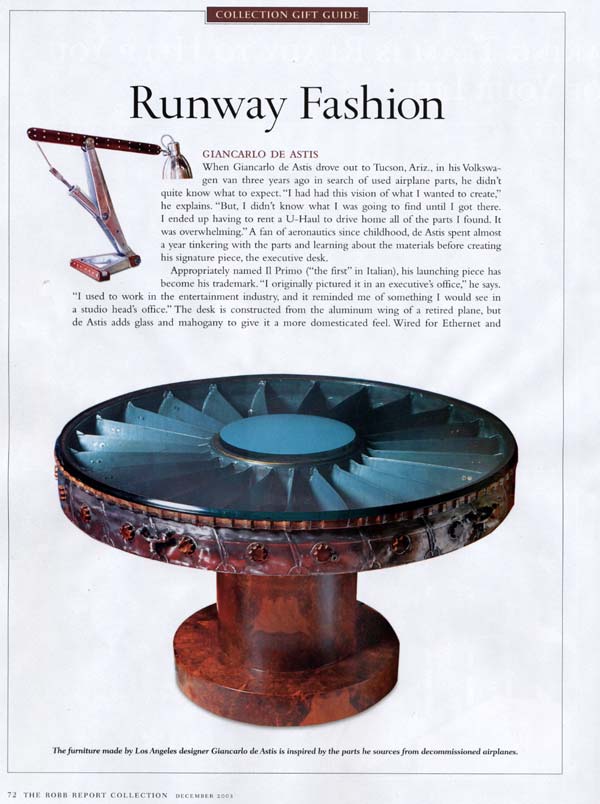 COLLECTION GIFT GUIDE
Runway Fashion
GIANCARLO DE ASTIS
When Giancarlo de Astis drove out to Tucson, Ariz., in his Volkswa-
gen van three years ago in search of used airplane parts, he didn't
quite know what to expect. "I had had this vision of what I wanted to create,"
he explains. "But, I didn't know what I was going to find until I got there.
I ended up having to rent a U-Haul to drive home all of the parts I found. It
was overwhelming." A fan of aeronautics since childhood, de Astis spent almost
a year tinkering with the parts and learning about the materials before creating
his signature piece, the executive desk.
Appropriately named Il Primo ("the first" in Italian), his launching piece has
become his trademark. "I originally pictured it in an executive's office," he says.
"I used to work in the entertainment industry, and it reminded me of something I would see in
a studio head's office." The desk is constructed from the aluminum wing of a retired plane, but
de Astis adds glass and mahogany to give it a more domesticated feel. Wired for Ethernet and
The furniture made by Los Angeles designer Giancarlo de Astis is inspired by the parts he sources from decommissioned airplanes.
72 THE ROBB REPORT COLLECTION DECEMBER 2003